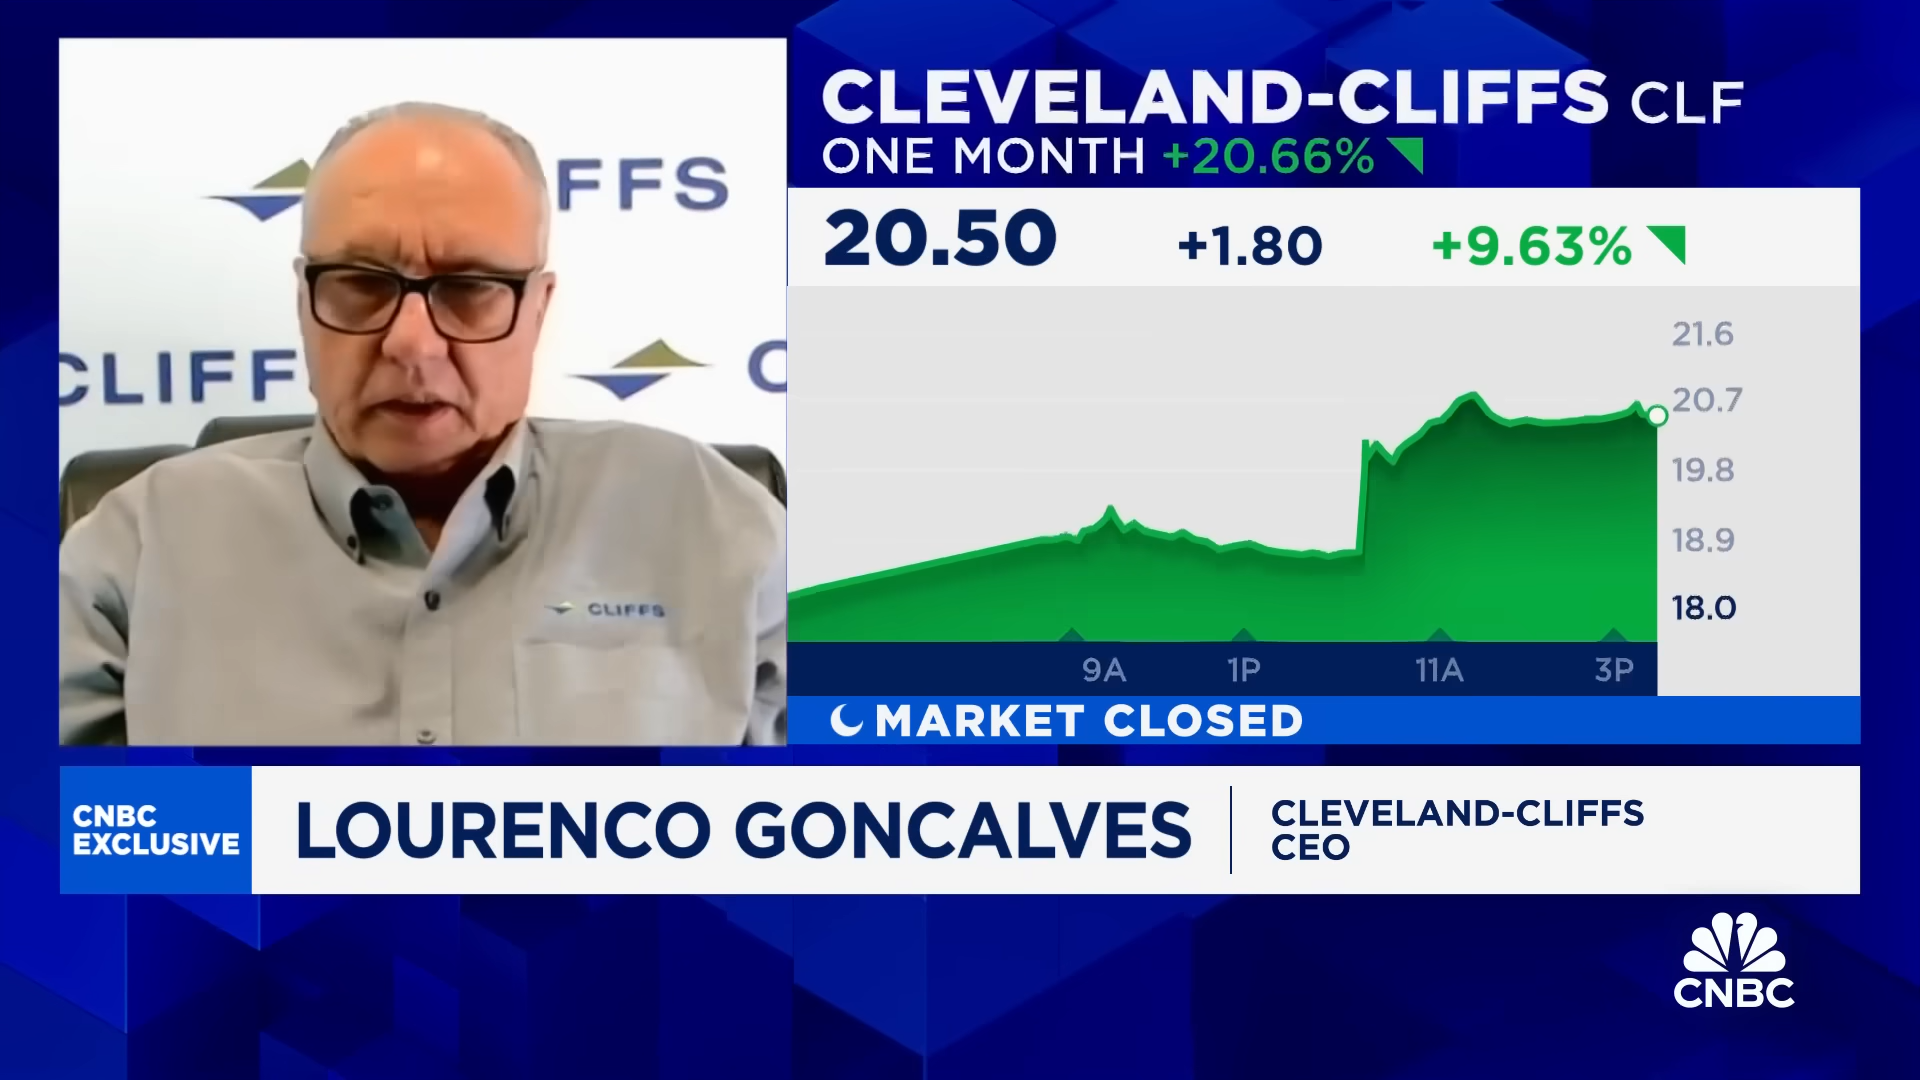 FFS
CLIFF
C
CLIFFS
CLEVELAND-CLIFFS CLF
ONE MONTH +20.66%
20.50 +1.80 +9.63%
21.6
20.7
19.8
18.9
18.0
9A 1P 11A 3P
MARKET CLOSED
CNBC
EXCLUSIVE
LOURENCO GONCALVES
CLEVELAND-CLIFFS
CEO
CNBC